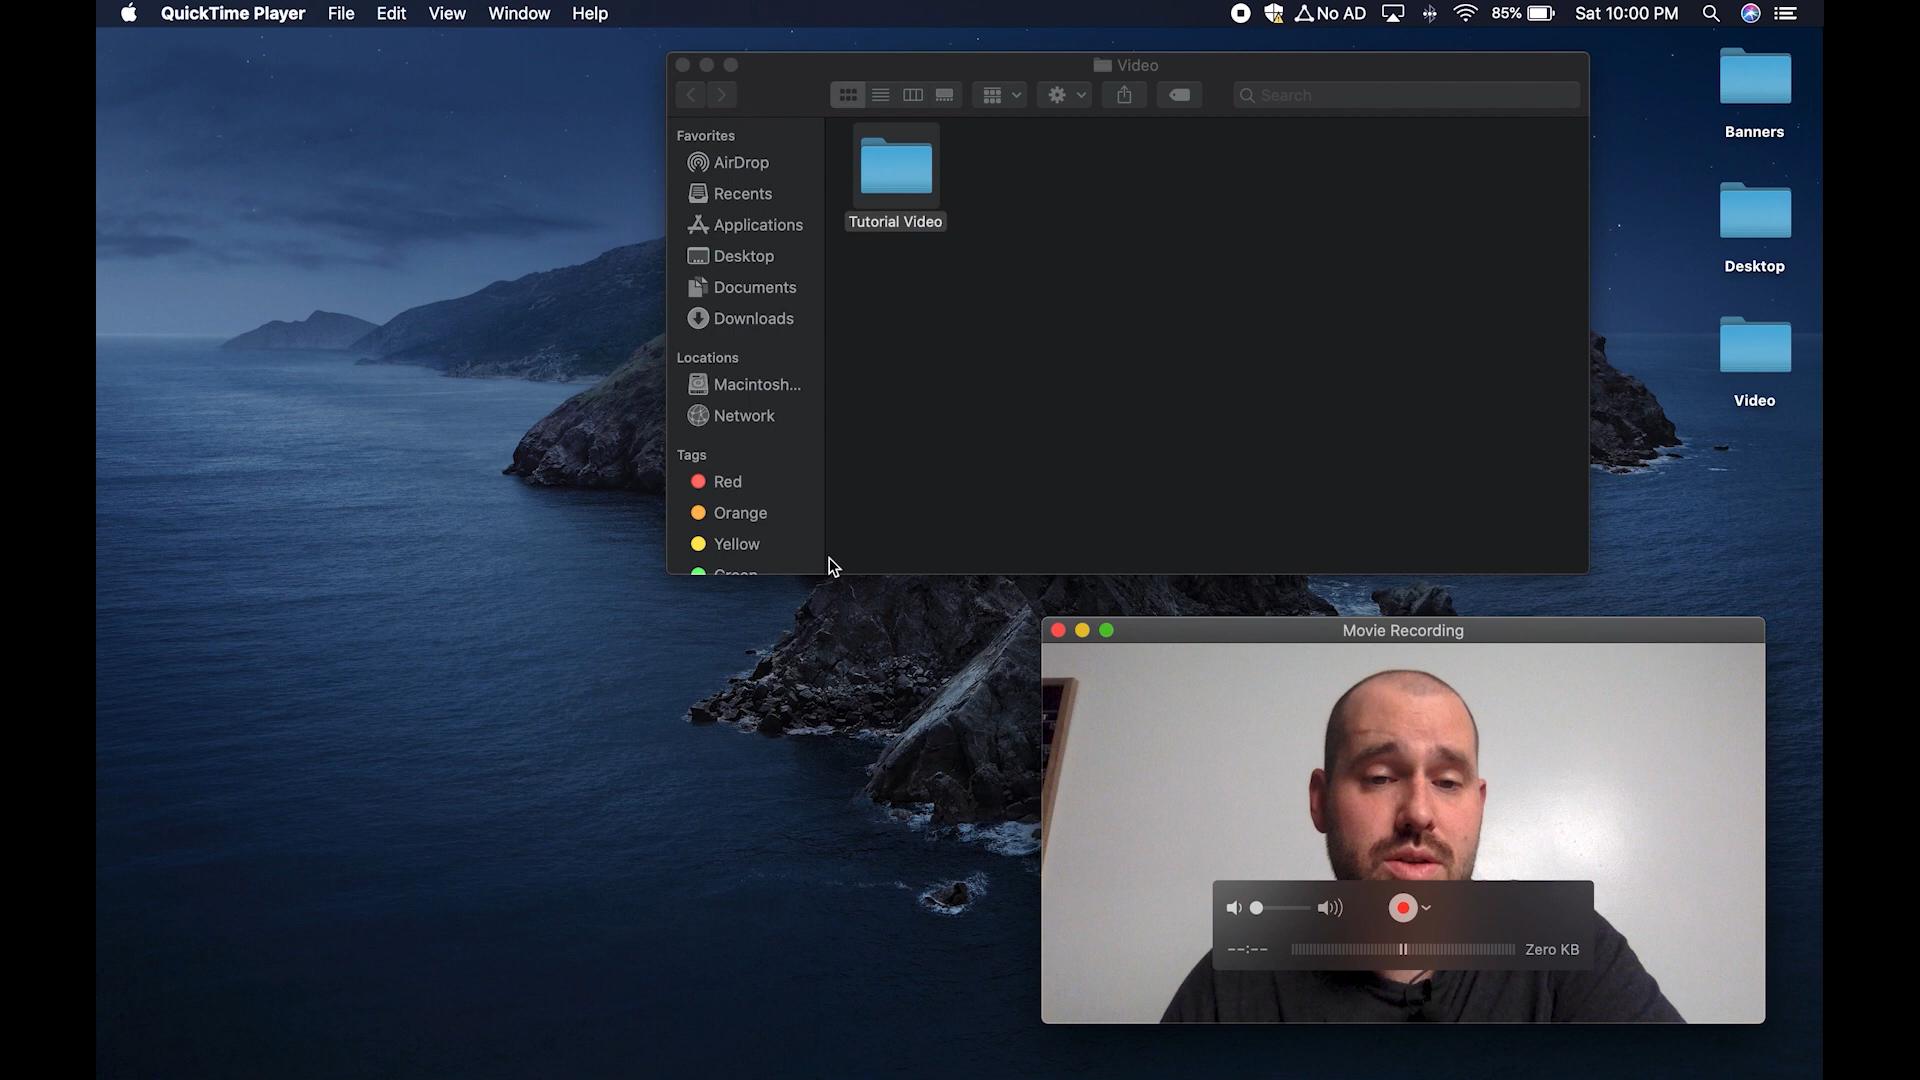 QuickTime Player File Edit View Window Help No AD 85% Sat 10:00 PM
Video
Search
Favorites
AirDrop
Recents
Applications
Desktop
Documents
Downloads
Locations
Macintosh...
Network
Tags
Red
Orange
Yellow
Green
Tutorial Video
Banners
Desktop
Video
Movie Recording
--:-- Zero KB